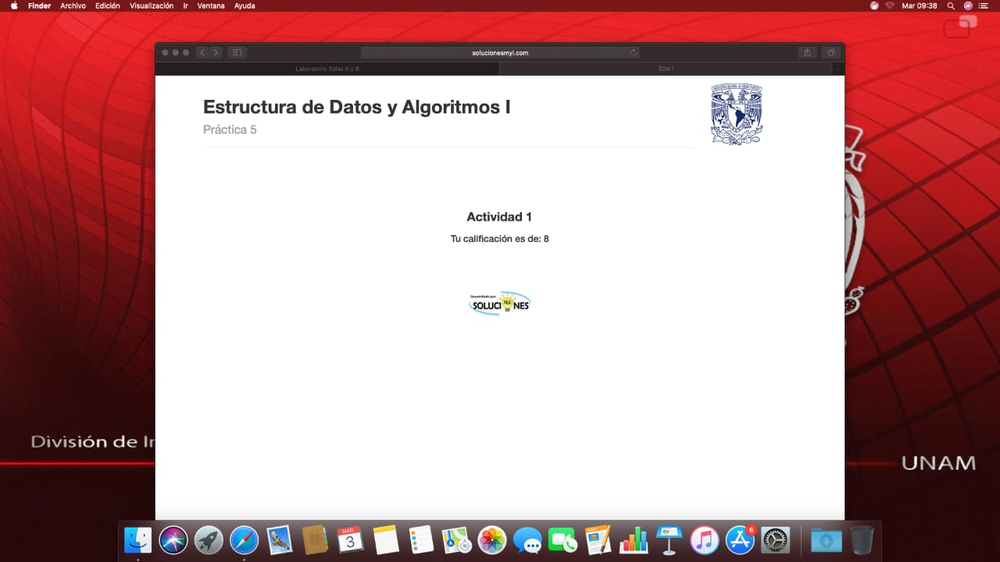 Finder Archivo Edición Visualización Ir Ventana Ayuda Mar 09:38
solucionesmyl.com
Laboratorio Salas A y B EDA I
Estructura de Datos y Algoritmos I
Práctica 5
Actividad 1
Tu calificación es de: 8
Desarrollado por
SOLUCI NES
MyL
División de In
UNAM
MAR.
3
6